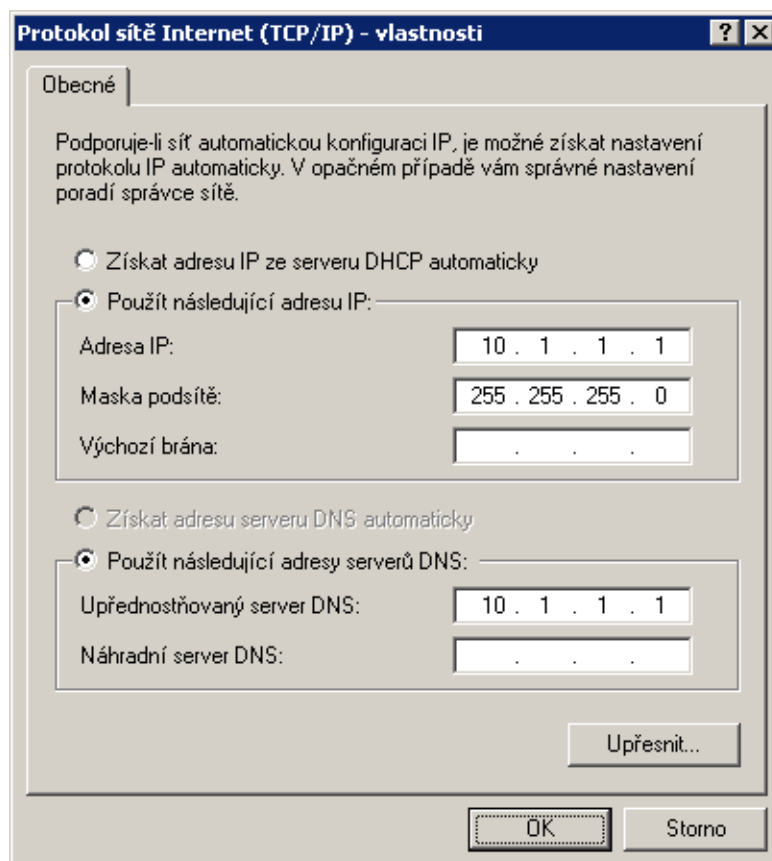 Protokol sítě Internet (TCP/IP) - vlastnosti
Obecné
Podporuje-li síť automatickou konfiguraci IP, je možné získat nastavení
protokolu IP automaticky. V opačném případě vám správné nastavení
poradí správce sítě.
Získat adresu IP ze serveru DHCP automaticky
Použít následující adresu IP:
Adresa IP: 10 . 1 . 1 . 1
Maska podsítě: 255 . 255 . 255 . 0
Výchozí brána: . . .
Získat adresu serveru DNS automaticky
Použít následující adresy serverů DNS:
Upřednostňovaný server DNS: 10 . 1 . 1 . 1
Náhradní server DNS: . . .
Upřesnit...
OK Storno